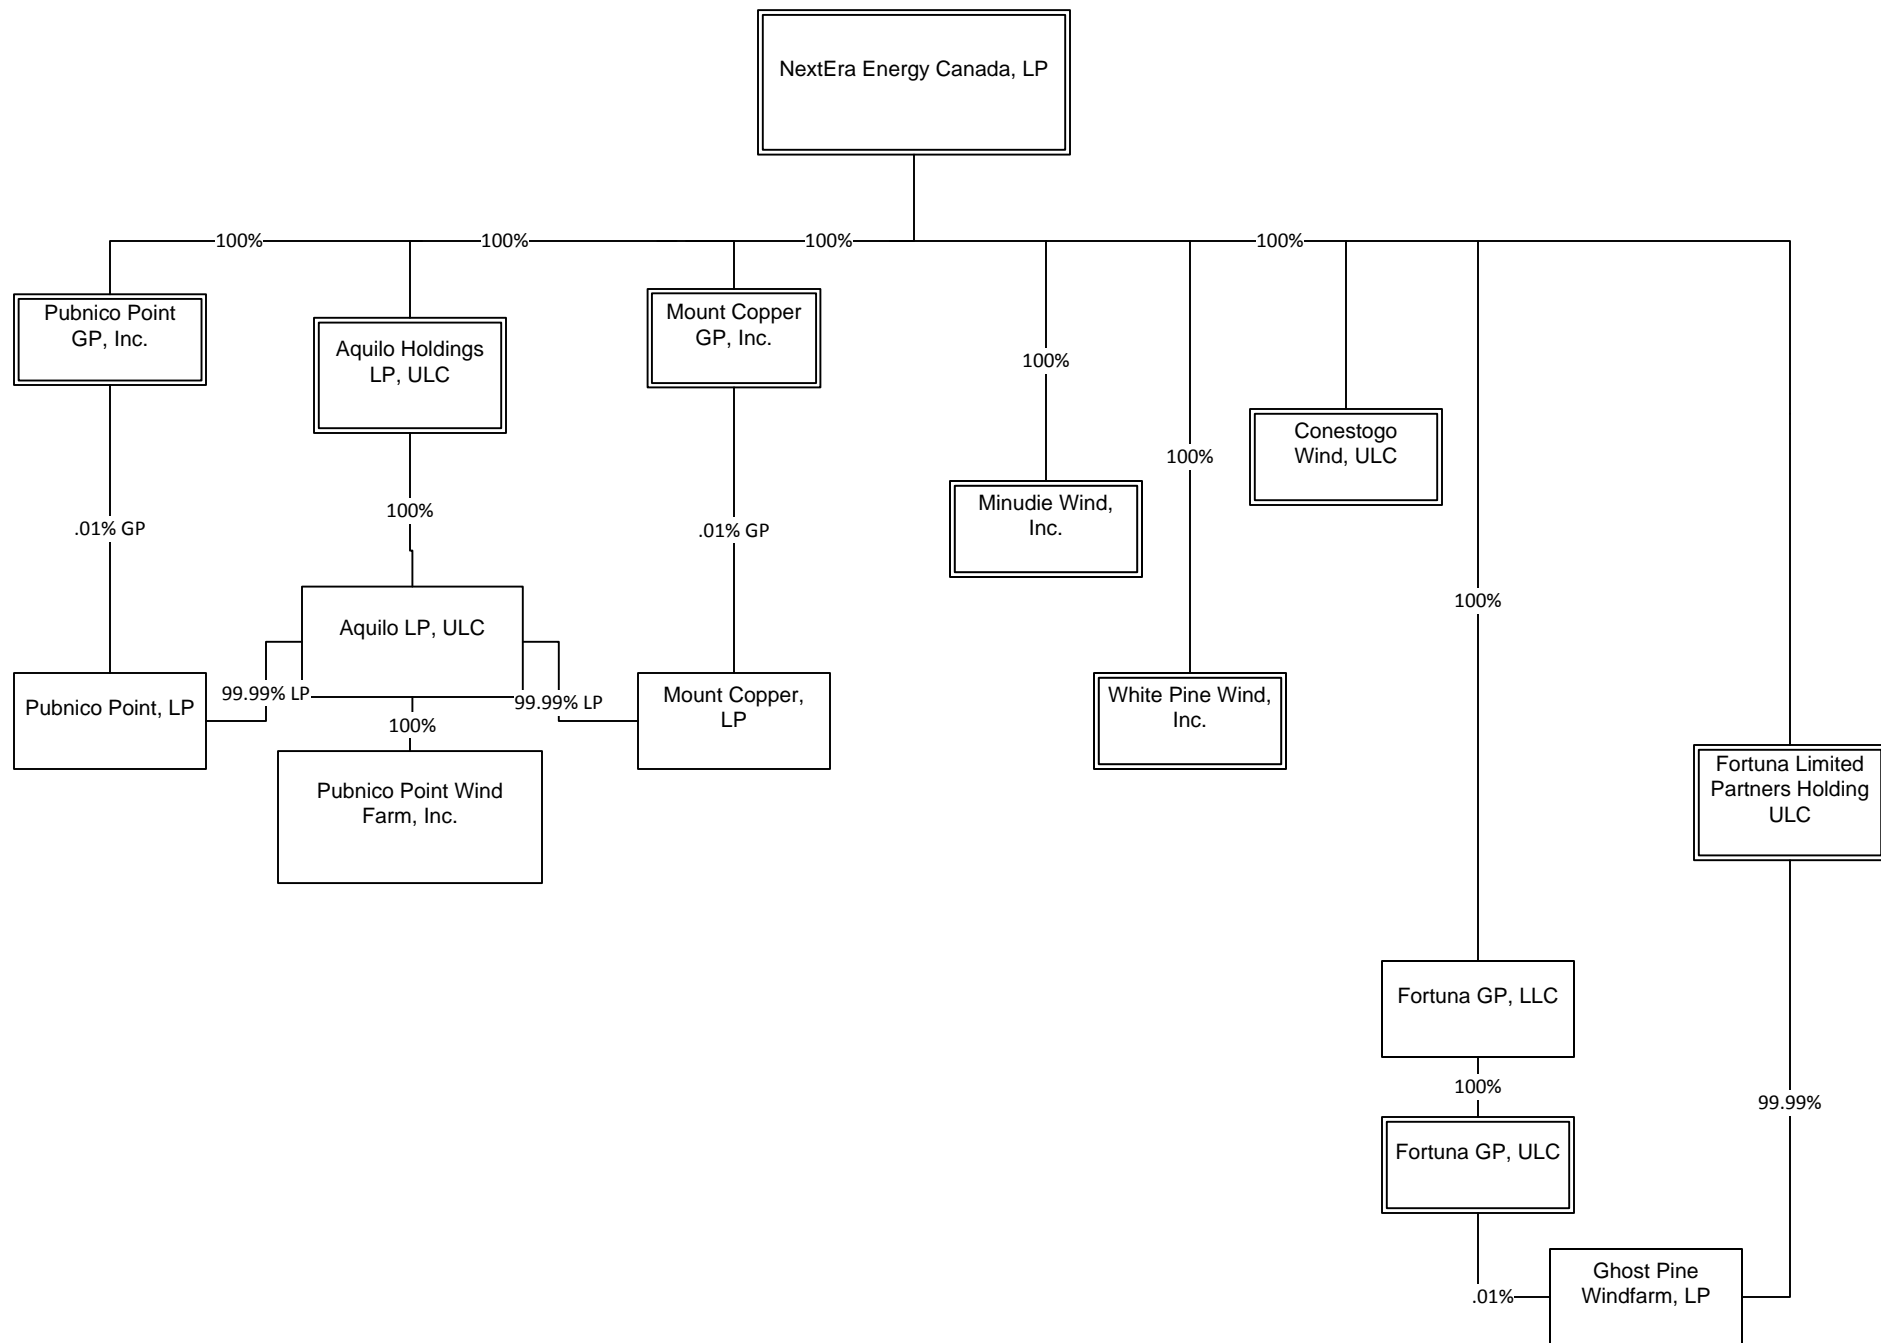 NextEra Energy Canada, LP
100%
100%
100%
100%
Pubnico Point
GP, Inc.
Aquilo Holdings
LP, ULC
Mount Copper
GP, Inc.
100%
100%
Conestogo
Wind, ULC
Minudie Wind,
Inc.
.01% GP
100%
.01% GP
100%
Aquilo LP, ULC
Pubnico Point, LP
99.99% LP
99.99% LP
Mount Copper,
LP
White Pine Wind,
Inc.
100%
Pubnico Point Wind
Farm, Inc.
Fortuna Limited
Partners Holding
ULC
Fortuna GP, LLC
100%
99.99%
Fortuna GP, ULC
.01%
Ghost Pine
Windfarm, LP